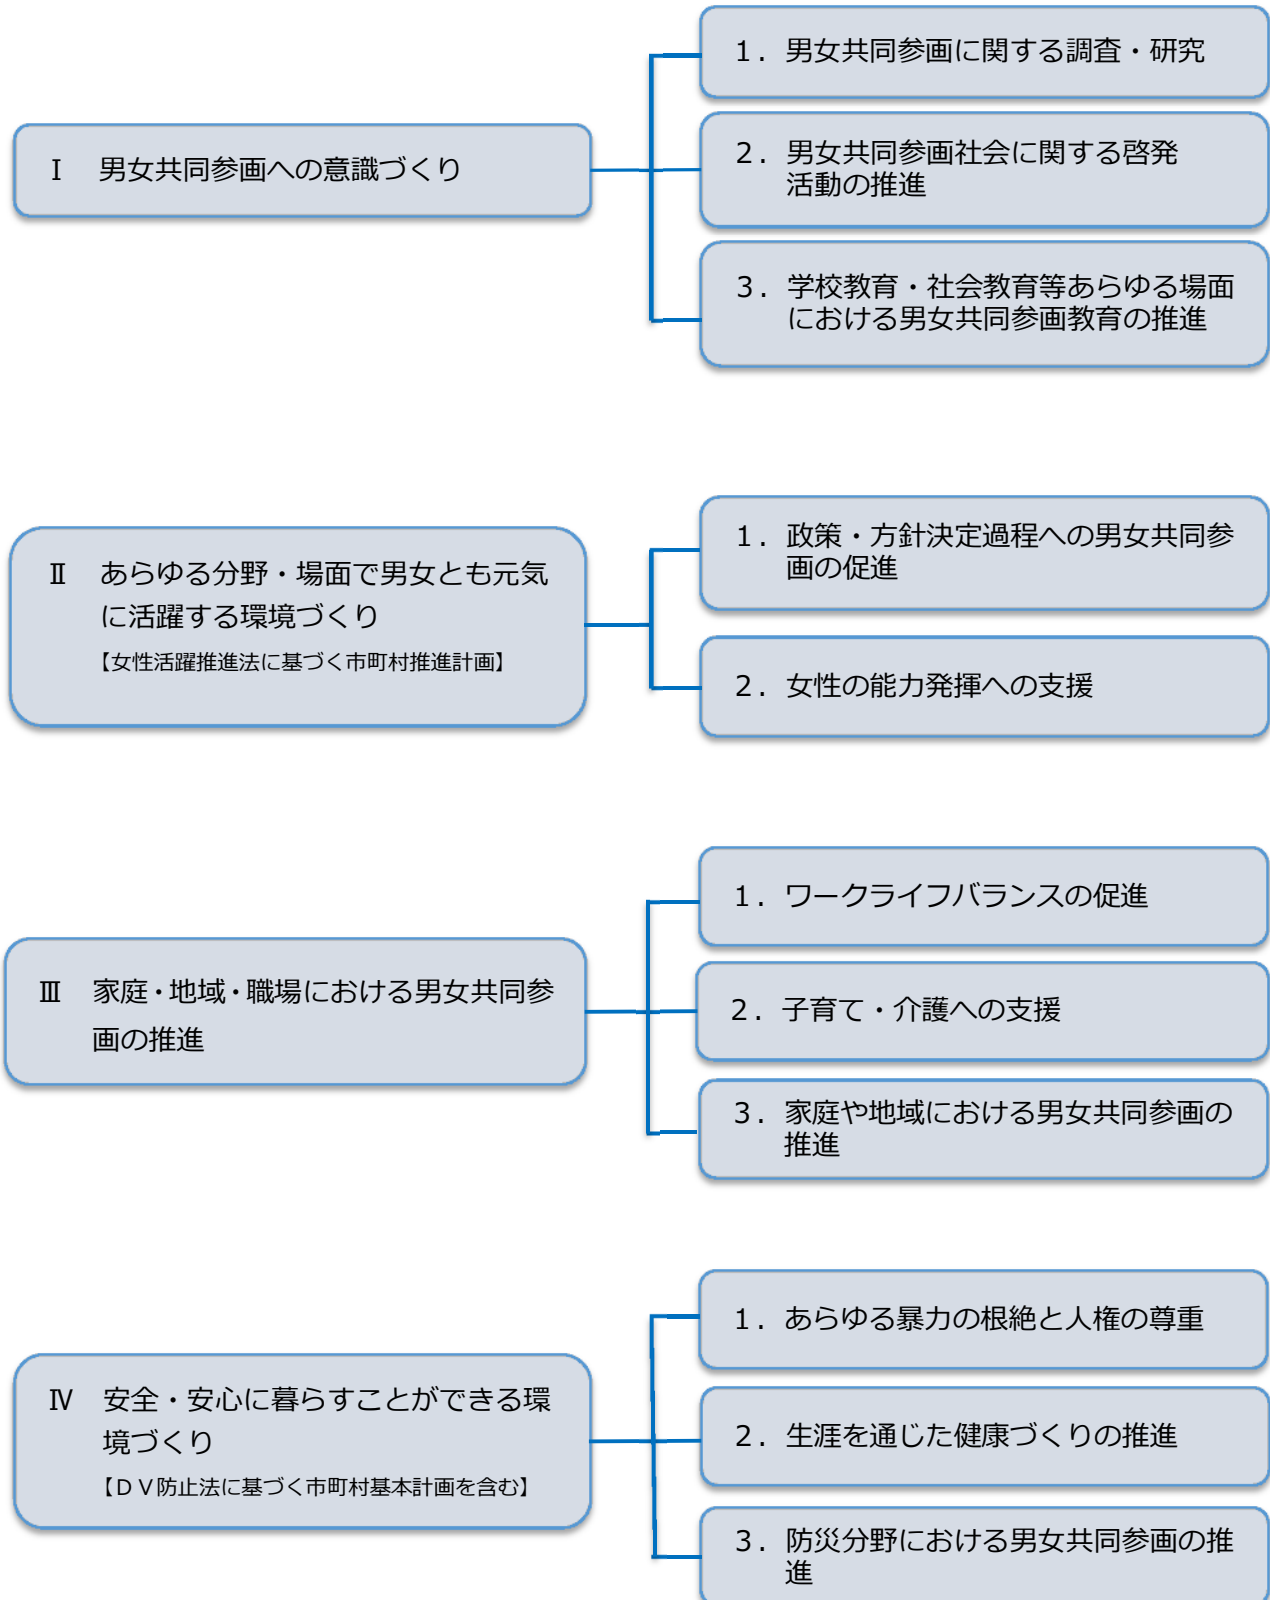 Ⅰ　男女共同参画への意識づくり
１．男女共同参画に関する調査・研究
２．男女共同参画社会に関する啓発
活動の推進
３．学校教育・社会教育等あらゆる場面
における男女共同参画教育の推進
Ⅱ　あらゆる分野・場面で男女とも元気
に活躍する環境づくり
【女性活躍推進法に基づく市町村推進計画】
１．政策・方針決定過程への男女共同参
画の促進
２．女性の能力発揮への支援
Ⅲ　家庭・地域・職場における男女共同参
画の推進
１．ワークライフバランスの促進
２．子育て・介護への支援
３．家庭や地域における男女共同参画の
推進
Ⅳ　安全・安心に暮らすことができる環
境づくり
【ＤＶ防止法に基づく市町村基本計画を含む】
１．あらゆる暴力の根絶と人権の尊重
２．生涯を通じた健康づくりの推進
３．防災分野における男女共同参画の推
進